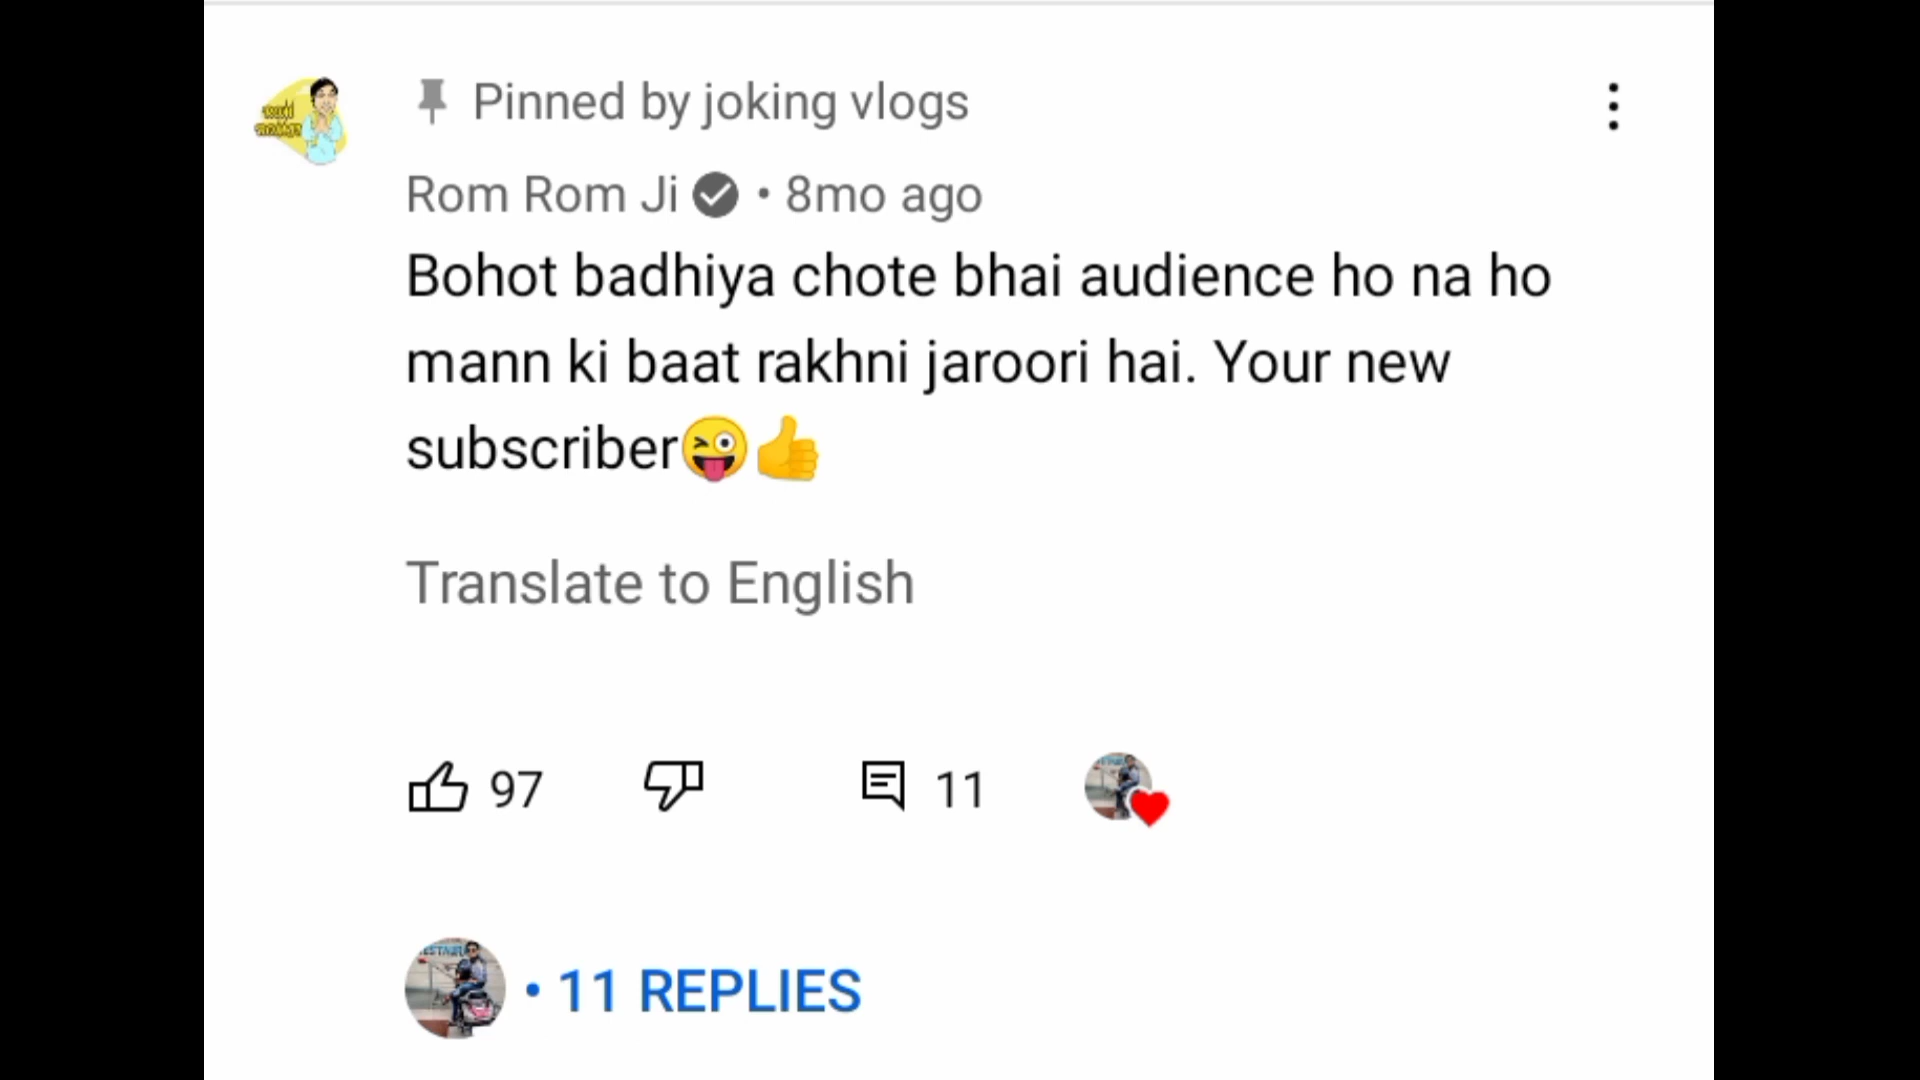 Pinned by joking vlogs
Rom Rom Ji • 8mo ago
Bohot badhiya chote bhai audience ho na ho
mann ki baat rakhni jaroori hai. Your new
subscriber😜👍
Translate to English
97 11
• 11 REPLIES